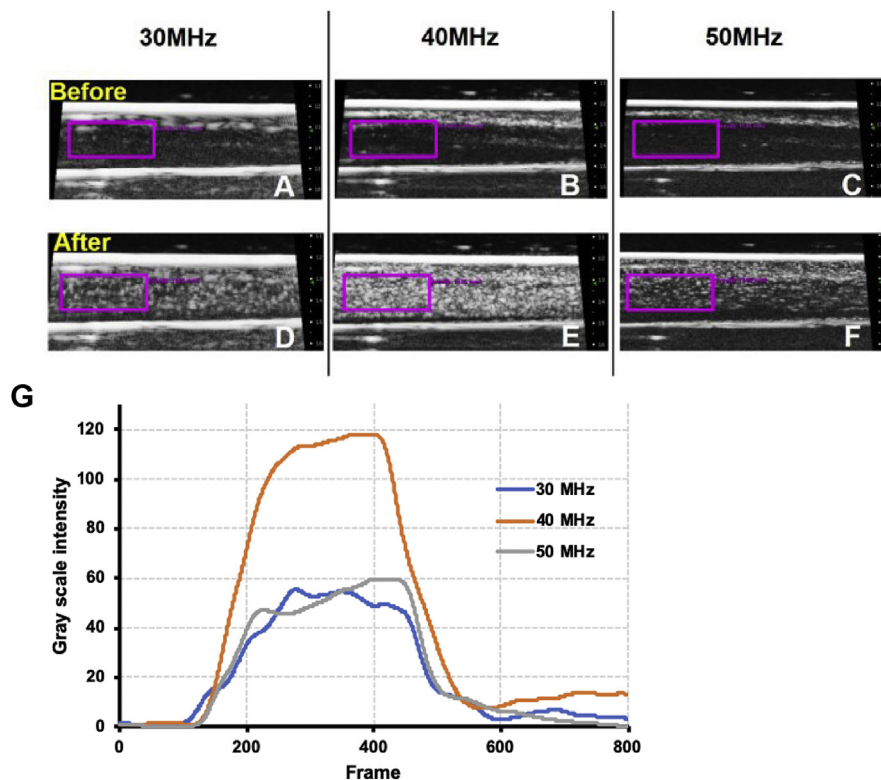 30MHz 40MHz 50MHz
Before
A B C
After
D E F
G
Gray scale intensity
120
100
80
60
40
20
0
30 MHz
40 MHz
50 MHz
0 200 400 600 800
Frame